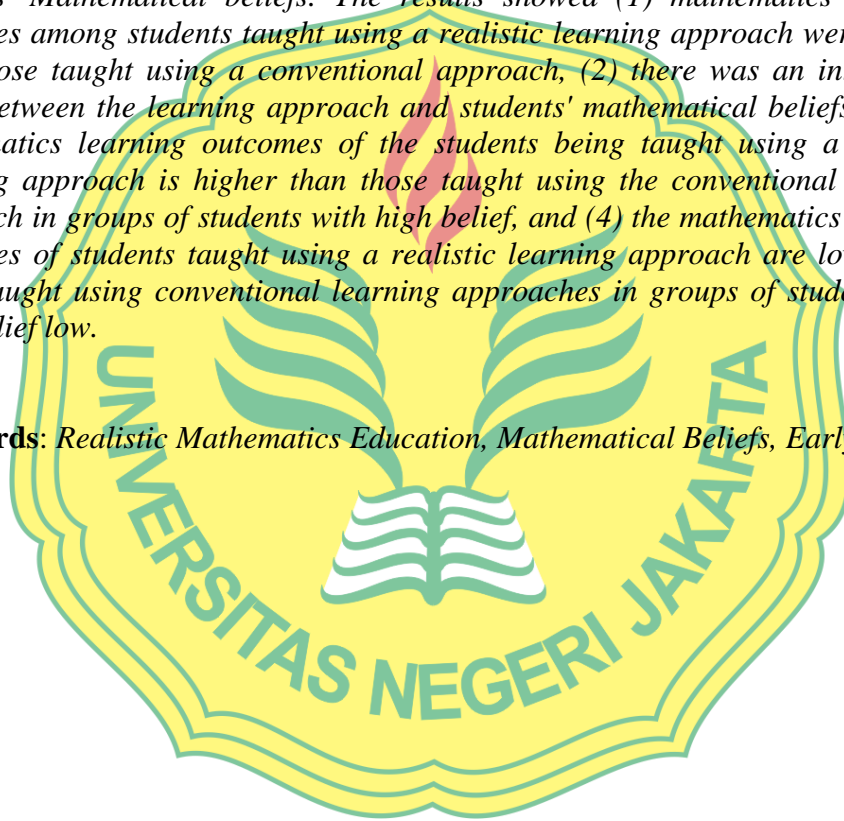 s Mathematical beliefs. The results showed (1) mathematics
es among students taught using a realistic learning approach wer
ose taught using a conventional approach, (2) there was an in
etween the learning approach and students' mathematical beliefs
atics learning outcomes of the students being taught using a
g approach is higher than those taught using the conventional
ch in groups of students with high belief, and (4) the mathematics
es of students taught using a realistic learning approach are lo
aught using conventional learning approaches in groups of stude
lief low.
rds: Realistic Mathematics Education, Mathematical Beliefs, Earl
UNIVERSITAS NEGERI JAKARTA